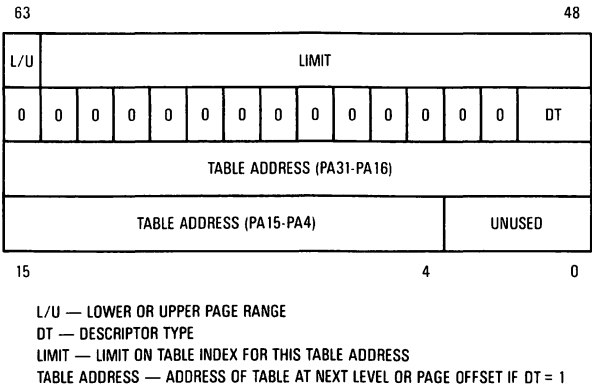 63 48
L/U LIMIT
0 0 0 0 0 0 0 0 0 0 0 0 0 0 DT
TABLE ADDRESS (PA31-PA16)
TABLE ADDRESS (PA15-PA4) UNUSED
15 4 0
L/U — LOWER OR UPPER PAGE RANGE
DT — DESCRIPTOR TYPE
LIMIT — LIMIT ON TABLE INDEX FOR THIS TABLE ADDRESS
TABLE ADDRESS — ADDRESS OF TABLE AT NEXT LEVEL OR PAGE OFFSET IF DT = 1